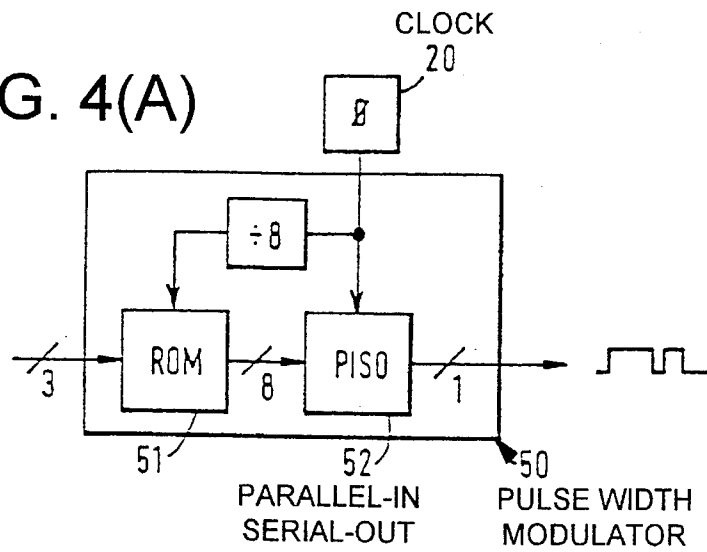 CLOCK
20
G. 4(A)
ø
÷8
ROM
PISO
3
8
1
51
52
50
PARALLEL-IN
SERIAL-OUT
PULSE WIDTH
MODULATOR